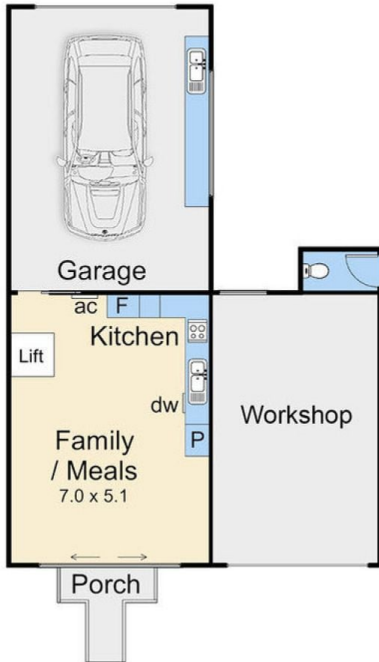 Garage
ac F
Kitchen
Lift
dw
Workshop
Family
/ Meals
7.0 x 5.1
P
Porch